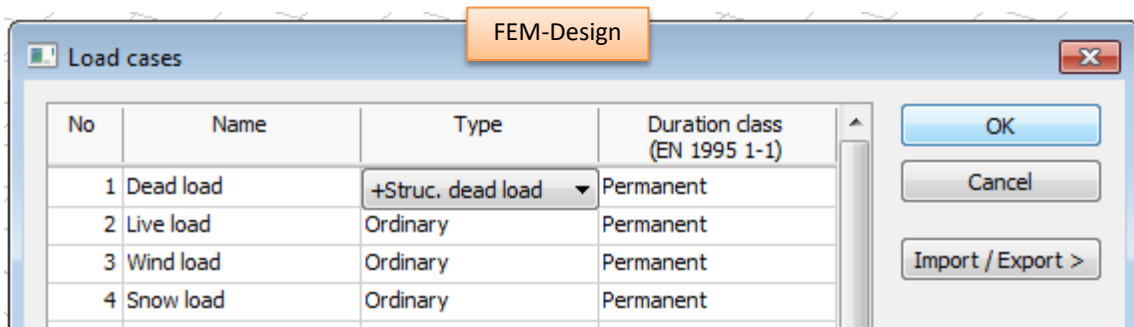 FEM-Design
Load cases
No Name Type Duration class
(EN 1995 1-1)
1 Dead load +Struc. dead load Permanent
2 Live load Ordinary Permanent
3 Wind load Ordinary Permanent
4 Snow load Ordinary Permanent
OK
Cancel
Import / Export >